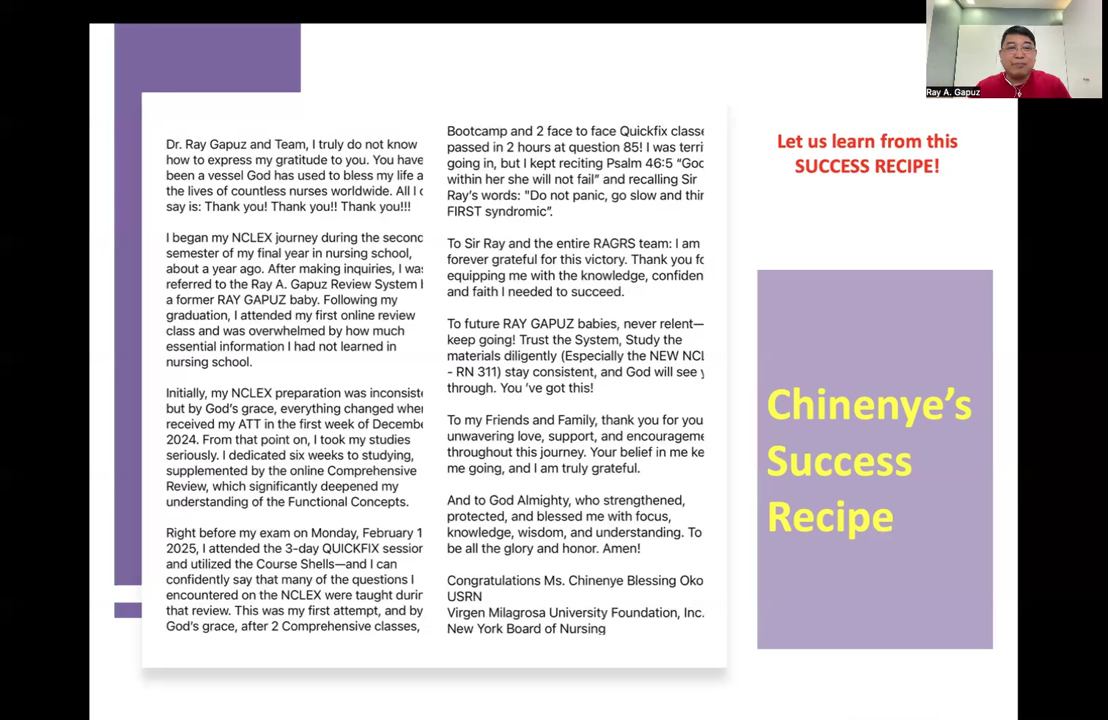 Ray A. Gapuz
Let us learn from this
SUCCESS RECIPE!
Dr. Ray Gapuz and Team, I truly do not know
how to express my gratitude to you. You have
been a vessel God has used to bless my life a
the lives of countless nurses worldwide. All I
say is: Thank you! Thank you!! Thank you!!!
I began my NCLEX journey during the second
semester of my final year in nursing school,
about a year ago. After making inquiries, I was
referred to the Ray A. Gapuz Review System
a former RAY GAPUZ baby. Following my
graduation, I attended my first online review
class and was overwhelmed by how much
essential information I had not learned in
nursing school.
Initially, my NCLEX preparation was inconsiste
but by God's grace, everything changed when
received my ATT in the first week of Decembe
2024. From that point on, I took my studies
seriously. I dedicated six weeks to studying,
supplemented by the online Comprehensive
Review, which significantly deepened my
understanding of the Functional Concepts.
Right before my exam on Monday, February 1
2025, I attended the 3-day QUICKFIX session
and utilized the Course Shells—and I can
confidently say that many of the questions I
encountered on the NCLEX were taught durin
that review. This was my first attempt, and by
God's grace, after 2 Comprehensive classes,
Bootcamp and 2 face to face Quickfix classe
passed in 2 hours at question 85! I was terri
going in, but I kept reciting Psalm 46:5 "God
within her she will not fail" and recalling Sir
Ray's words: "Do not panic, go slow and thin
FIRST syndromic".
To Sir Ray and the entire RAGRS team: I am
forever grateful for this victory. Thank you fo
equipping me with the knowledge, confiden
and faith I needed to succeed.
To future RAY GAPUZ babies, never relent—
keep going! Trust the System, Study the
materials diligently (Especially the NEW NCL
- RN 311) stay consistent, and God will see y
through. You 've got this!
To my Friends and Family, thank you for you
unwavering love, support, and encourageme
throughout this journey. Your belief in me ke
me going, and I am truly grateful.
And to God Almighty, who strengthened,
protected, and blessed me with focus,
knowledge, wisdom, and understanding. To
be all the glory and honor. Amen!
Congratulations Ms. Chinenye Blessing Oko
USRN
Virgen Milagrosa University Foundation, Inc.
New York Board of Nursing
Chinenye's
Success
Recipe